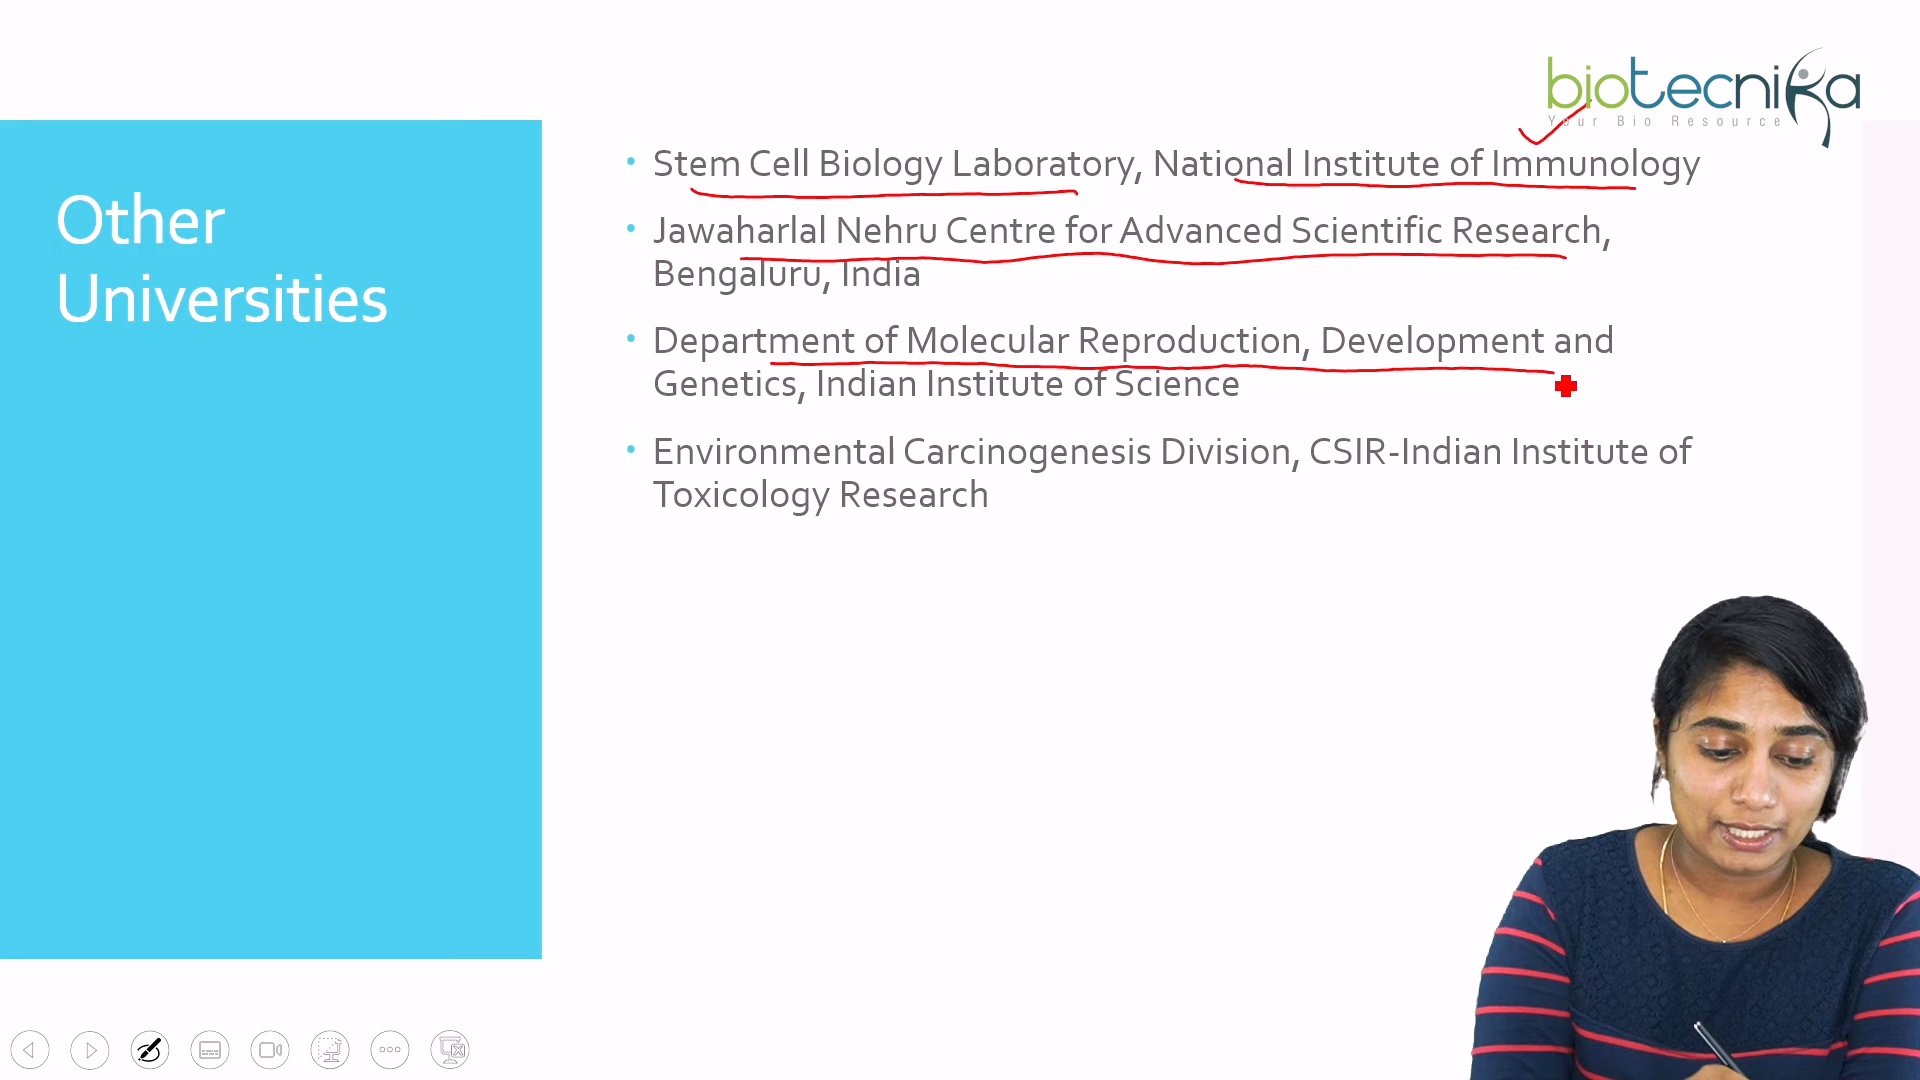 biotecnika
Your Bio Resource
Other
Universities
• Stem Cell Biology Laboratory, National Institute of Immunology
• Jawaharlal Nehru Centre for Advanced Scientific Research,
Bengaluru, India
• Department of Molecular Reproduction, Development and
Genetics, Indian Institute of Science
• Environmental Carcinogenesis Division, CSIR-Indian Institute of
Toxicology Research